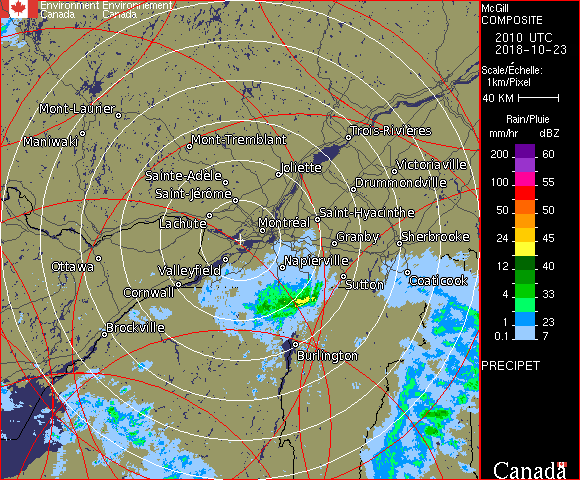 Environment Environnement
Canada Canada
McGill
COMPOSITE
2010 UTC
2018-10-23
Scale/Échelle:
1km/Pixel
40 KM
Rain/Pluie
mm/hr dBZ
200 60
100 55
50 50
24 45
12 40
4 33
1 23
0.1 7
PRECIPET
Canada
Mont-Laurier
Maniwaki
Mont-Tremblant
Trois-Rivières
Sainte-Adèle
Joliette
Victoriaville
Saint-Jérôme
Drummondville
Lachute
Montréal
Saint-Hyacinthe
Granby
Sherbrooke
Ottawa
Valleyfield
Napierville
Cornwall
Sutton
Coaticook
Brockville
Burlington